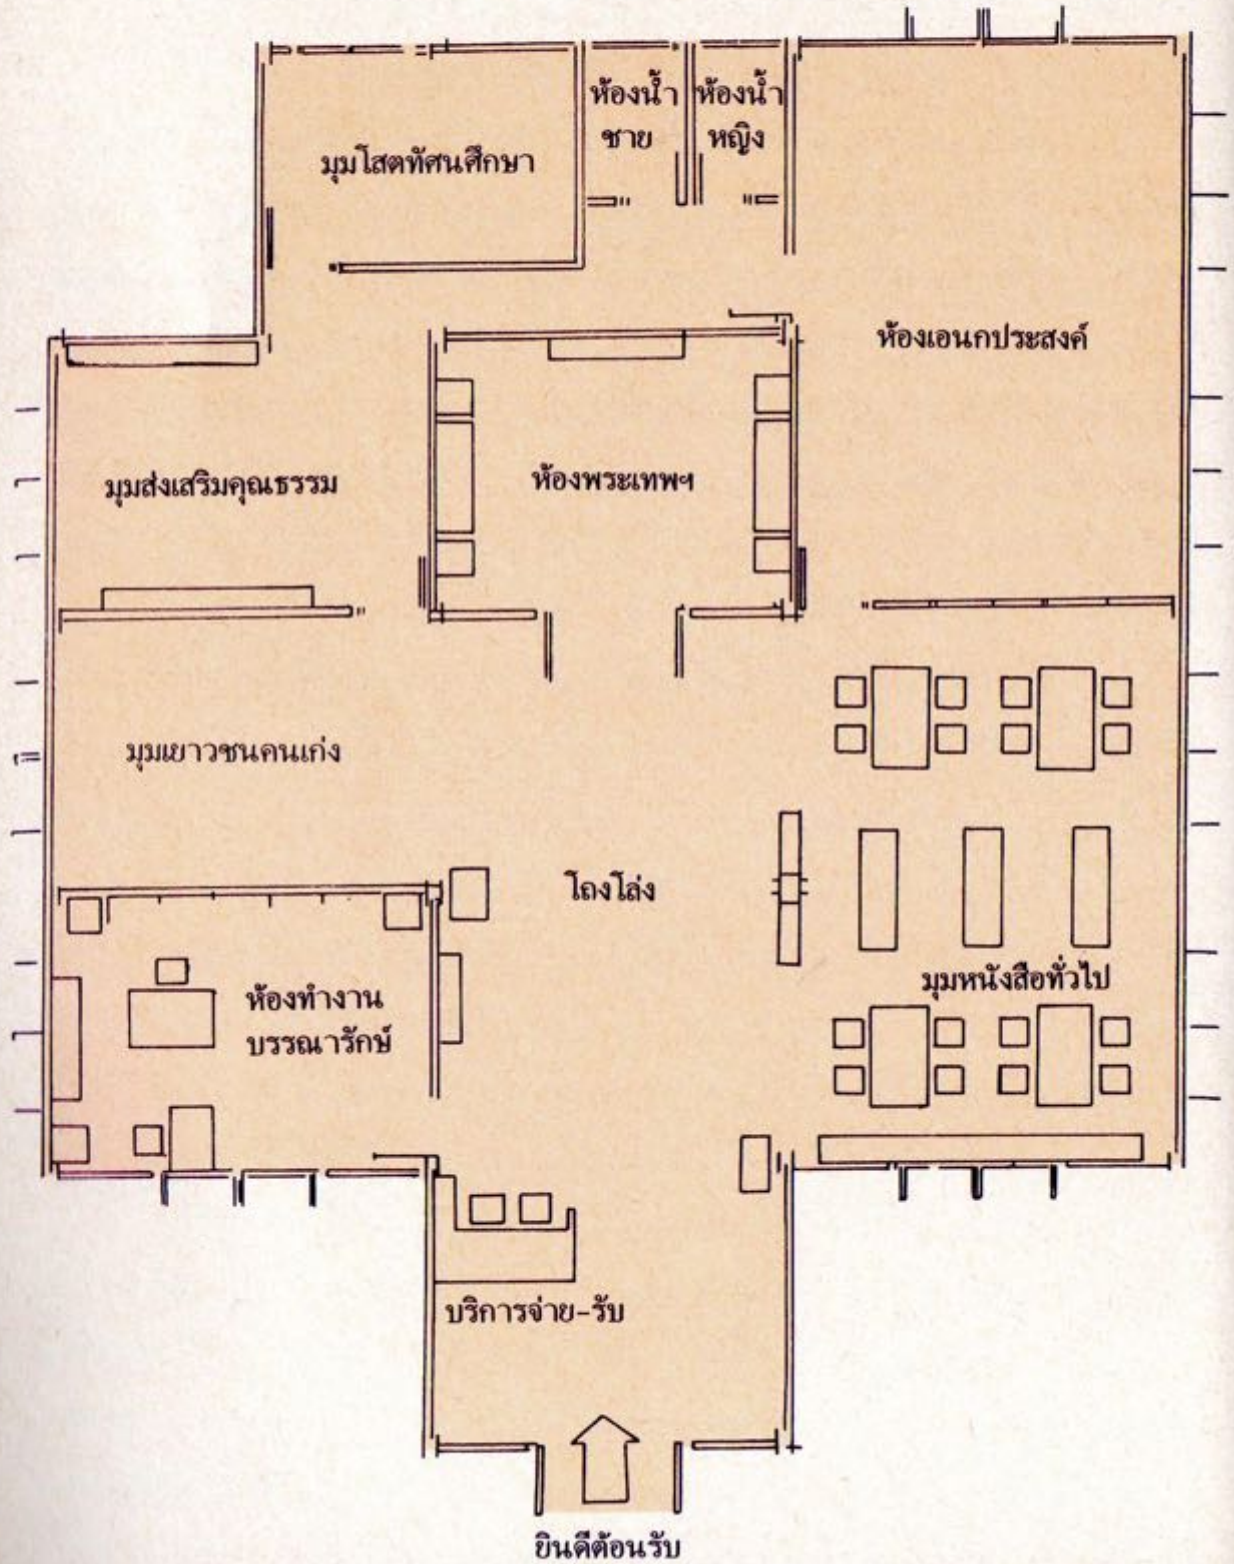 ห้องน้ำ
ชาย
ห้องน้ำ
หญิง
มุมโสตทัศนศึกษา
ห้องเอนกประสงค์
มุมส่งเสริมคุณธรรม
ห้องพระเทพฯ
มุมเยาวชนคนเก่ง
โถงโล่ง
มุมหนังสือทั่วไป
ห้องทำงาน
บรรณารักษ์
บริการจ่าย-รับ
ยินดีต้อนรับ